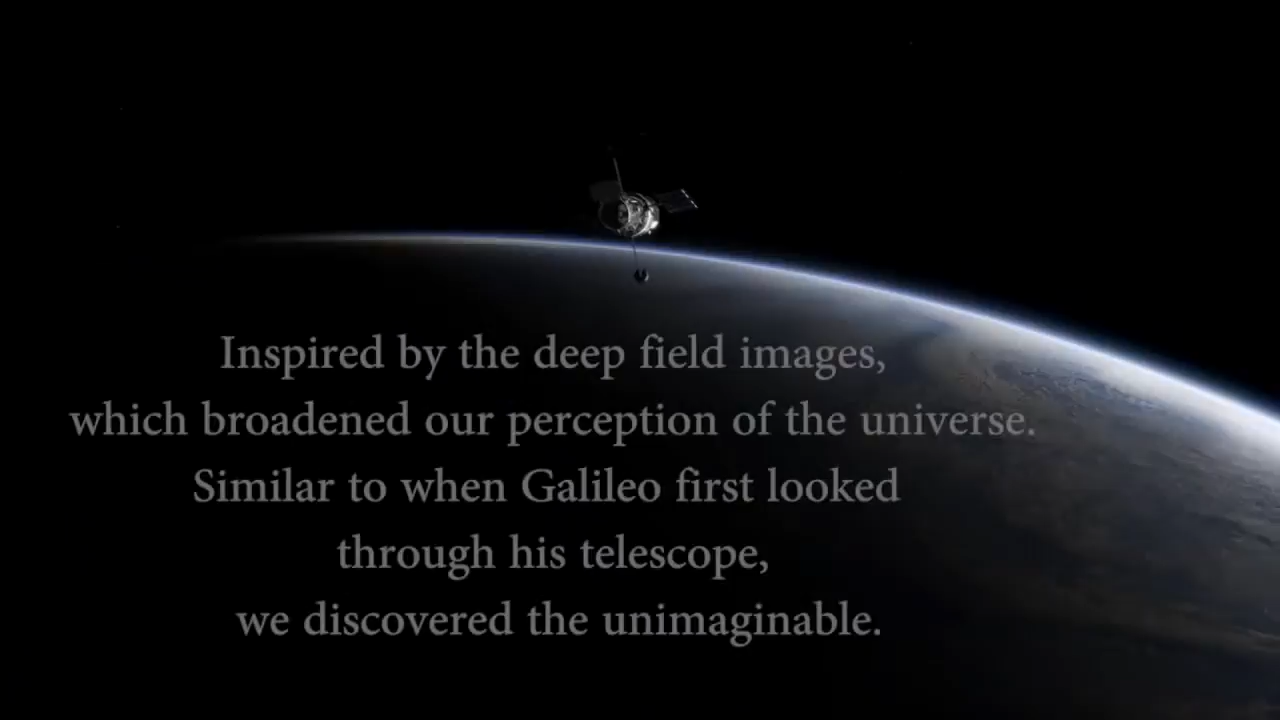 Inspired by the deep field images,
which broadened our perception of the universe.
Similar to when Galileo first looked
through his telescope,
we discovered the unimaginable.